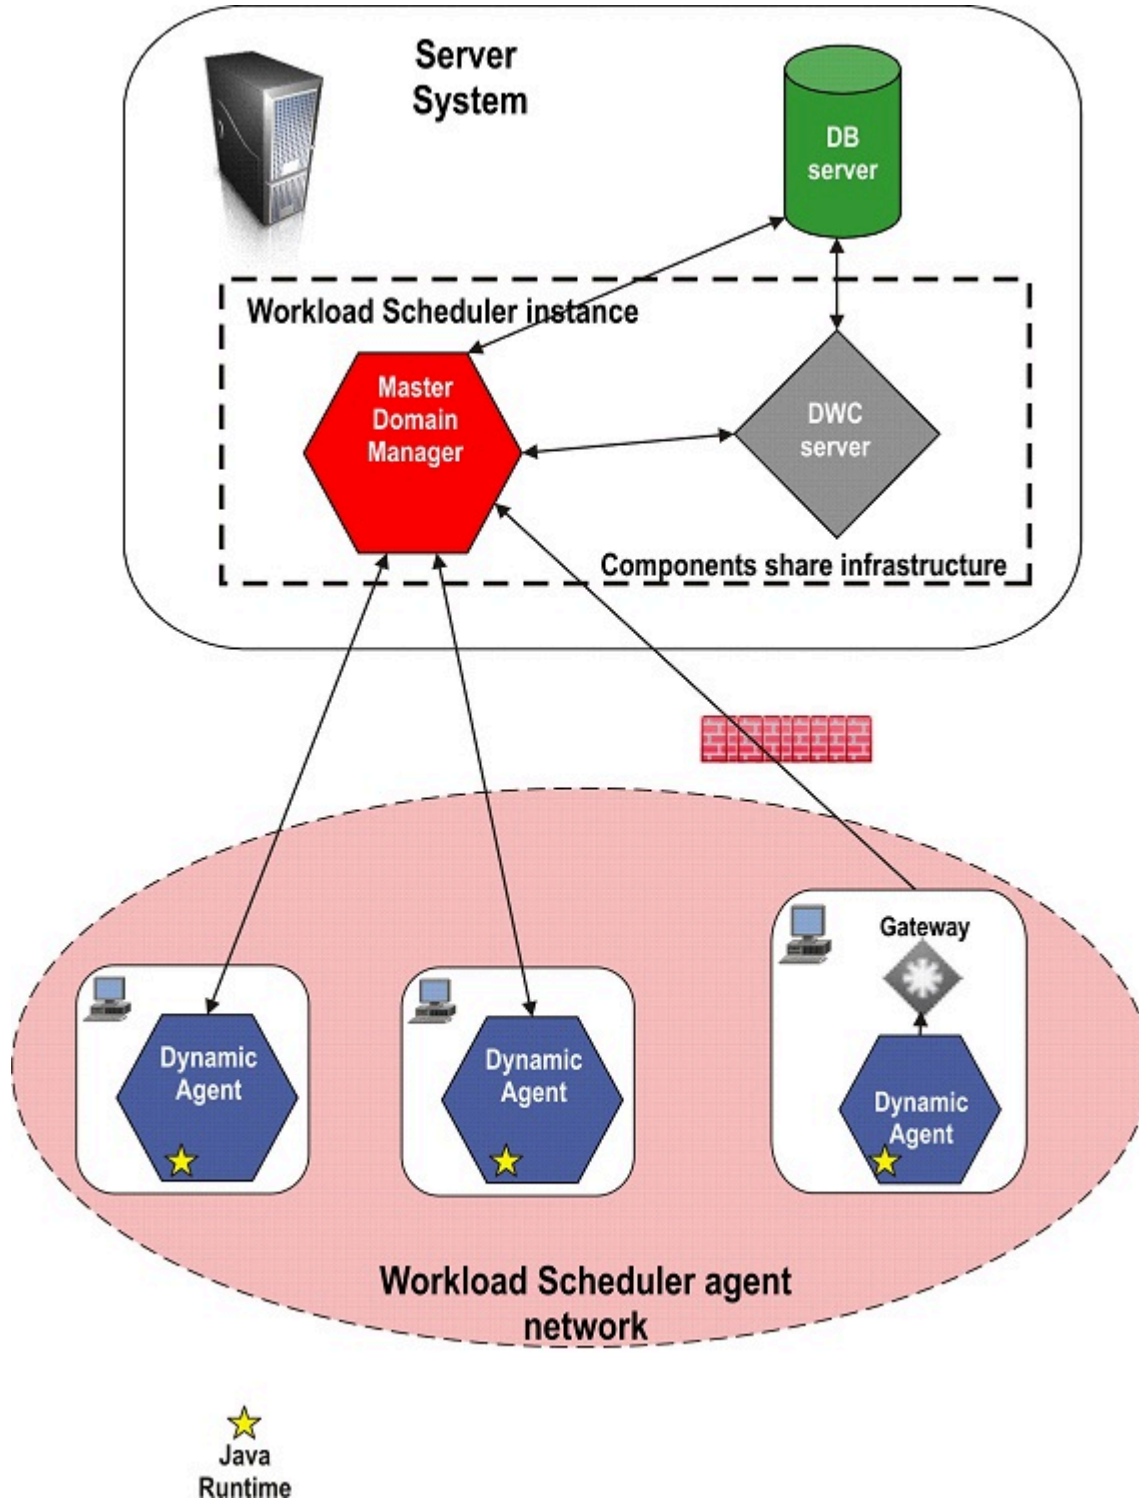 Server
System
DB
server
Workload Scheduler instance
Master
Domain
Manager
DWC
server
Components share infrastructure
Gateway
Dynamic
Agent
Dynamic
Agent
Dynamic
Agent
Workload Scheduler agent
network
Java
Runtime